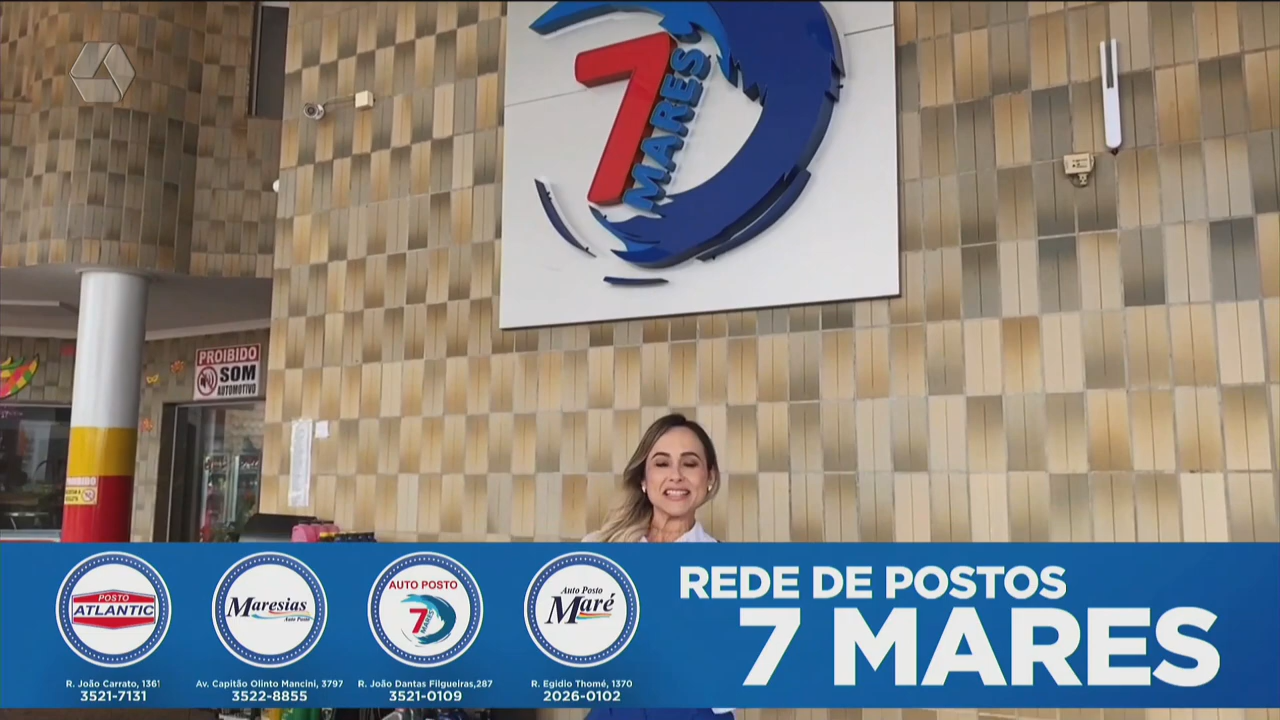 7
MARES
PROIBIDO
SOM
AUTOMOTIVO
PROIBIDO
POSTO
ATLANTIC
R. João Carrato, 1361
3521-7131
Maresias
Auto Posto
Av. Capitão Olinto Mancini, 3797
3522-8855
AUTO POSTO
7
MARES
R. João Dantas Filgueiras,287
3521-0109
Auto Posto
Maré
R. Egidio Thomé, 1370
2026-0102
REDE DE POSTOS
7 MARES